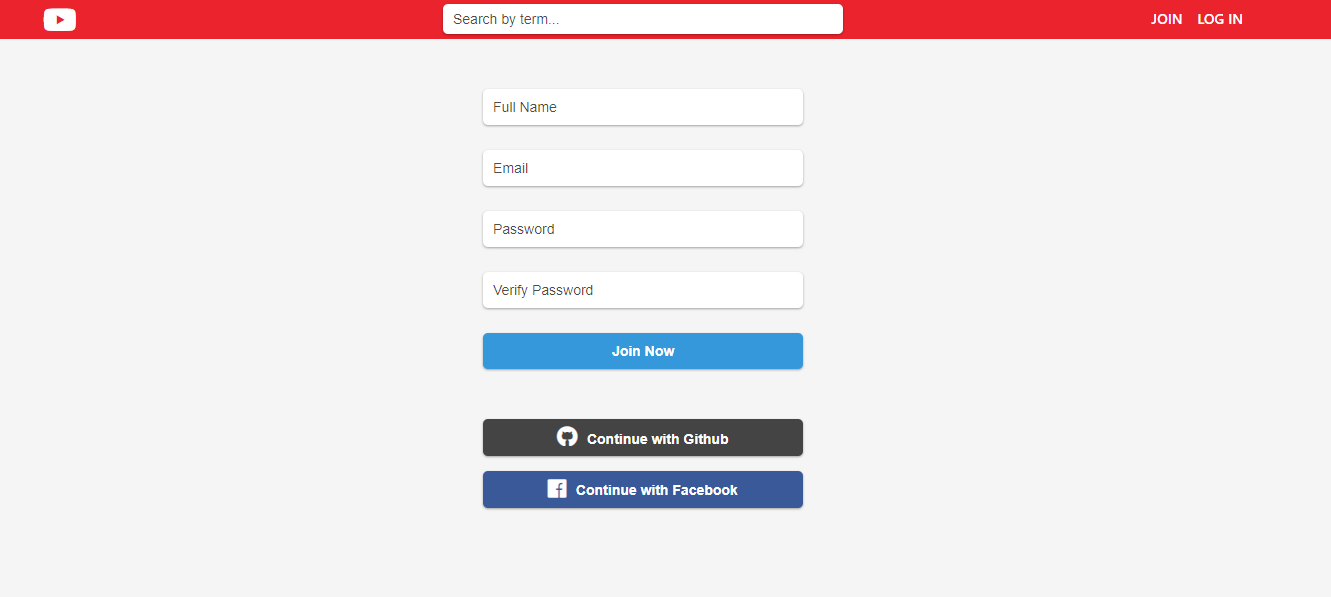 Search by term...
JOIN LOG IN
Full Name
Email
Password
Verify Password
Join Now
Continue with Github
Continue with Facebook